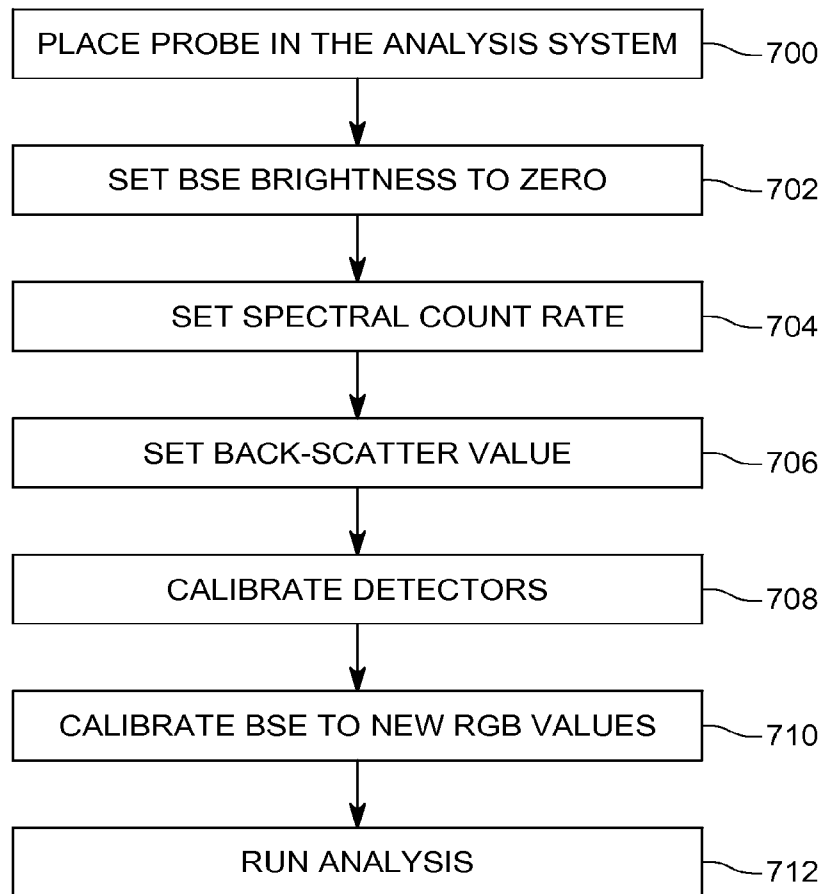 PLACE PROBE IN THE ANALYSIS SYSTEM
700
SET BSE BRIGHTNESS TO ZERO
702
SET SPECTRAL COUNT RATE
704
SET BACK-SCATTER VALUE
706
CALIBRATE DETECTORS
708
CALIBRATE BSE TO NEW RGB VALUES
710
RUN ANALYSIS
712